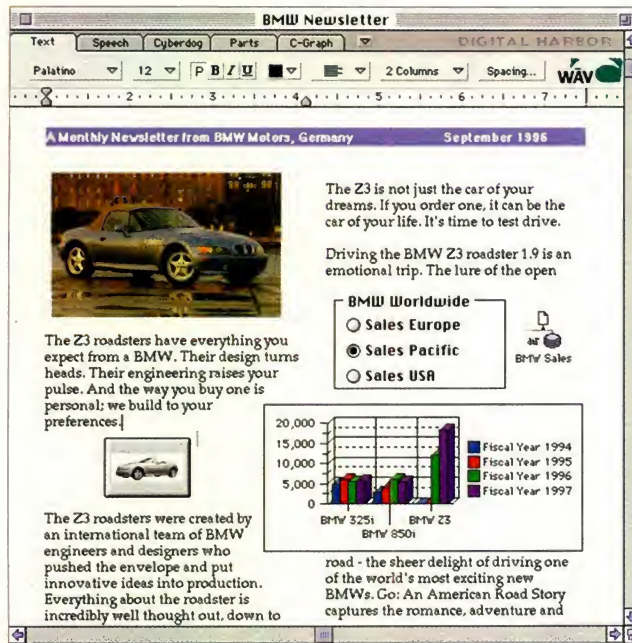 BMW Newsletter
Text Speech Cyberdog Parts C-Graph DIGITAL HARBOR
Palatino 12 P B I U 2 Columns Spacing... WAV
2 3 4 5 6 7
A Monthly Newsletter from BMW Motors, Germany September 1996
The Z3 roadsters have everything you
expect from a BMW. Their design turns
heads. Their engineering raises your
pulse. And the way you buy one is
personal; we build to your
preferences.
The Z3 roadsters were created by
an international team of BMW
engineers and designers who
pushed the envelope and put
innovative ideas into production.
Everything about the roadster is
incredibly well thought out, down to
The Z3 is not just the car of your
dreams. If you order one, it can be the
car of your life. It's time to test drive.
Driving the BMW Z3 roadster 1.9 is an
emotional trip. The lure of the open
BMW Worldwide
Sales Europe
Sales Pacific
Sales USA
BMW Sales
20,000
15,000
10,000
5,000
0
BMW 325i BMW Z3
BMW 850i
Fiscal Year 1994
Fiscal Year 1995
Fiscal Year 1996
Fiscal Year 1997
road - the sheer delight of driving one
of the world's most exciting new
BMWs. Go: An American Road Story
captures the romance, adventure and